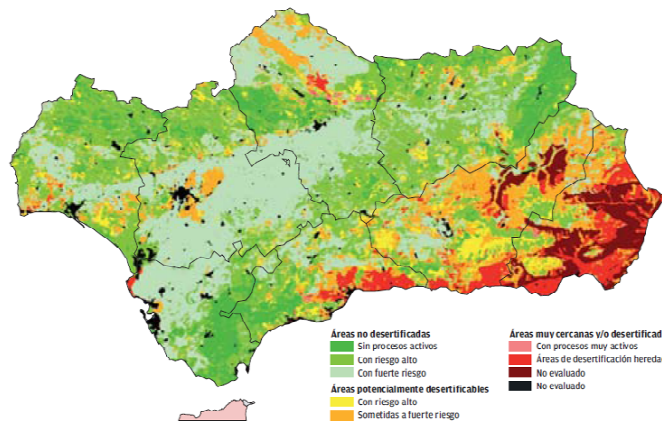 Áreas no desertificadas
Sin procesos activos
Con riesgo alto
Con fuerte riesgo
Áreas potencialmente desertificables
Con riesgo alto
Sometidas a fuerte riesgo
Áreas muy cercanas y/o desertificad
Con procesos muy activos
Áreas de desertificación hereda
No evaluado
No evaluado